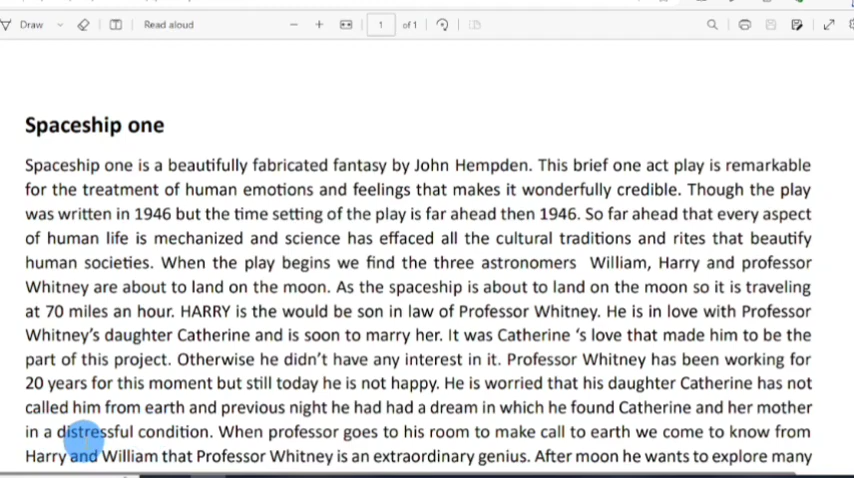 Draw
Read aloud
1
of 1
Spaceship one
Spaceship one is a beautifully fabricated fantasy by John Hempden. This brief one act play is remarkable
for the treatment of human emotions and feelings that makes it wonderfully credible. Though the play
was written in 1946 but the time setting of the play is far ahead then 1946. So far ahead that every aspect
of human life is mechanized and science has effaced all the cultural traditions and rites that beautify
human societies. When the play begins we find the three astronomers William, Harry and professor
Whitney are about to land on the moon. As the spaceship is about to land on the moon so it is traveling
at 70 miles an hour. HARRY is the would be son in law of Professor Whitney. He is in love with Professor
Whitney’s daughter Catherine and is soon to marry her. It was Catherine ‘s love that made him to be the
part of this project. Otherwise he didn’t have any interest in it. Professor Whitney has been working for
20 years for this moment but still today he is not happy. He is worried that his daughter Catherine has not
called him from earth and previous night he had had a dream in which he found Catherine and her mother
in a distressful condition. When professor goes to his room to make call to earth we come to know from
Harry and William that Professor Whitney is an extraordinary genius. After moon he wants to explore many